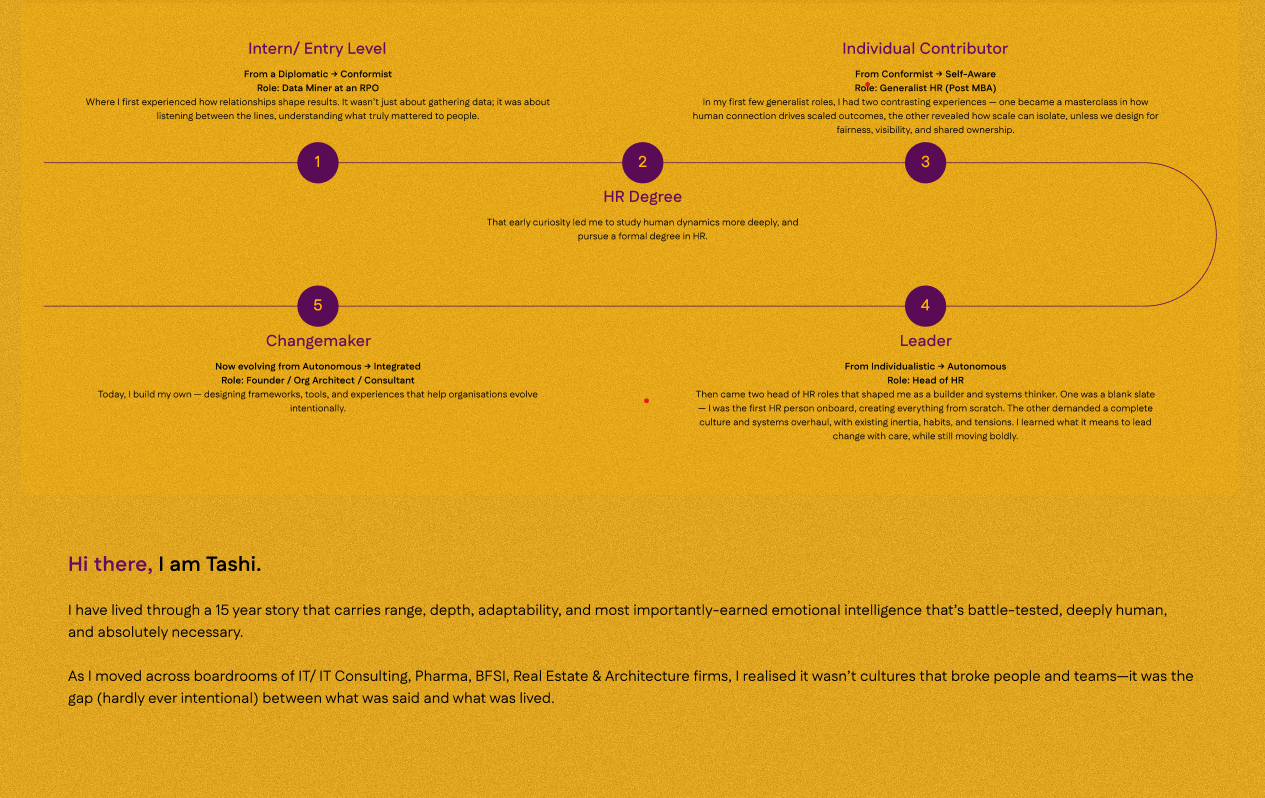 Intern/ Entry Level
From a Diplomatic → Conformist
Role: Data Miner at an RPO
Where I first experienced how relationships shape results. It wasn't just about gathering data; it was about
listening between the lines, understanding what truly mattered to people.
Individual Contributor
From Conformist → Self-Aware
Role: Generalist HR (Post MBA)
In my first few generalist roles, I had two contrasting experiences — one became a masterclass in how
human connection drives scaled outcomes, the other revealed how scale can isolate, unless we design for
fairness, visibility, and shared ownership.
1
2
3
HR Degree
That early curiosity led me to study human dynamics more deeply, and
pursue a formal degree in HR.
5
4
Changemaker
Now evolving from Autonomous → Integrated
Role: Founder / Org Architect / Consultant
Today, I build my own — designing frameworks, tools, and experiences that help organisations evolve
intentionally.
Leader
From Individualistic → Autonomous
Role: Head of HR
Then came two head of HR roles that shaped me as a builder and systems thinker. One was a blank slate
— I was the first HR person onboard, creating everything from scratch. The other demanded a complete
culture and systems overhaul, with existing inertia, habits, and tensions. I learned what it means to lead
change with care, while still moving boldly.
Hi there, I am Tashi.
I have lived through a 15 year story that carries range, depth, adaptability, and most importantly-earned emotional intelligence that's battle-tested, deeply human,
and absolutely necessary.
As I moved across boardrooms of IT/ IT Consulting, Pharma, BFSI, Real Estate & Architecture firms, I realised it wasn't cultures that broke people and teams—it was the
gap (hardly ever intentional) between what was said and what was lived.